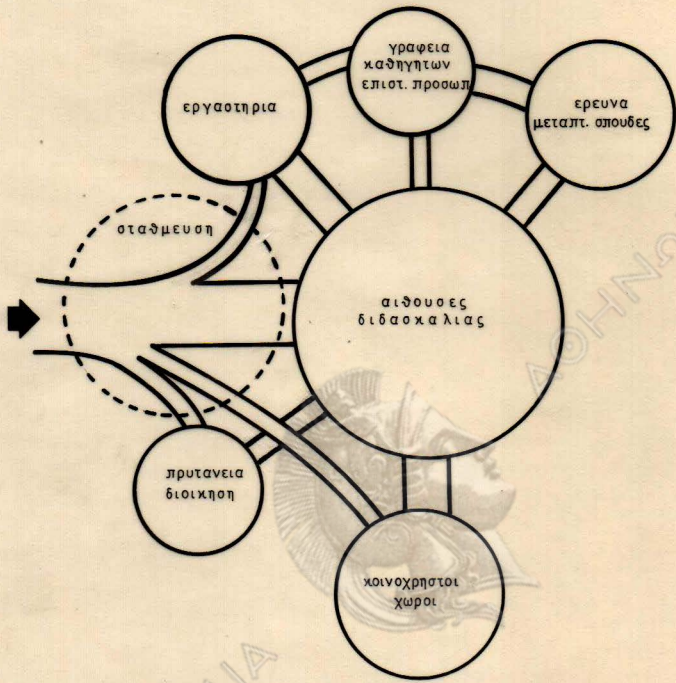 γραφεια
καθηγητων
επιστ. προσωπ
εργαστηρια
ερευνα
μεταπτ. σπουδες
σταθμευση
αιθουσες
διδασκαλιας
πρυτανεια
διοικηση
κοινοχρηστοι
χωροι